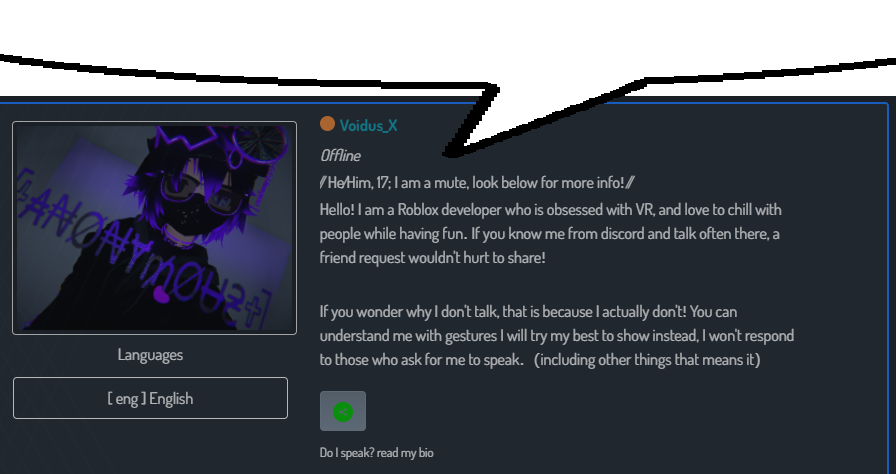 Voidus_X
Offline
// He/Him, 17; I am a mute, look below for more info! //
Hello! I am a Roblox developer who is obsessed with VR, and love to chill with
people while having fun. If you know me from discord and talk often there, a
friend request wouldn't hurt to share!
If you wonder why I don't talk, that is because I actually don't! You can
understand me with gestures I will try my best to show instead, I won't respond
to those who ask for me to speak. (including other things that means it)
Do I speak? read my bio
Languages
[ eng ] English